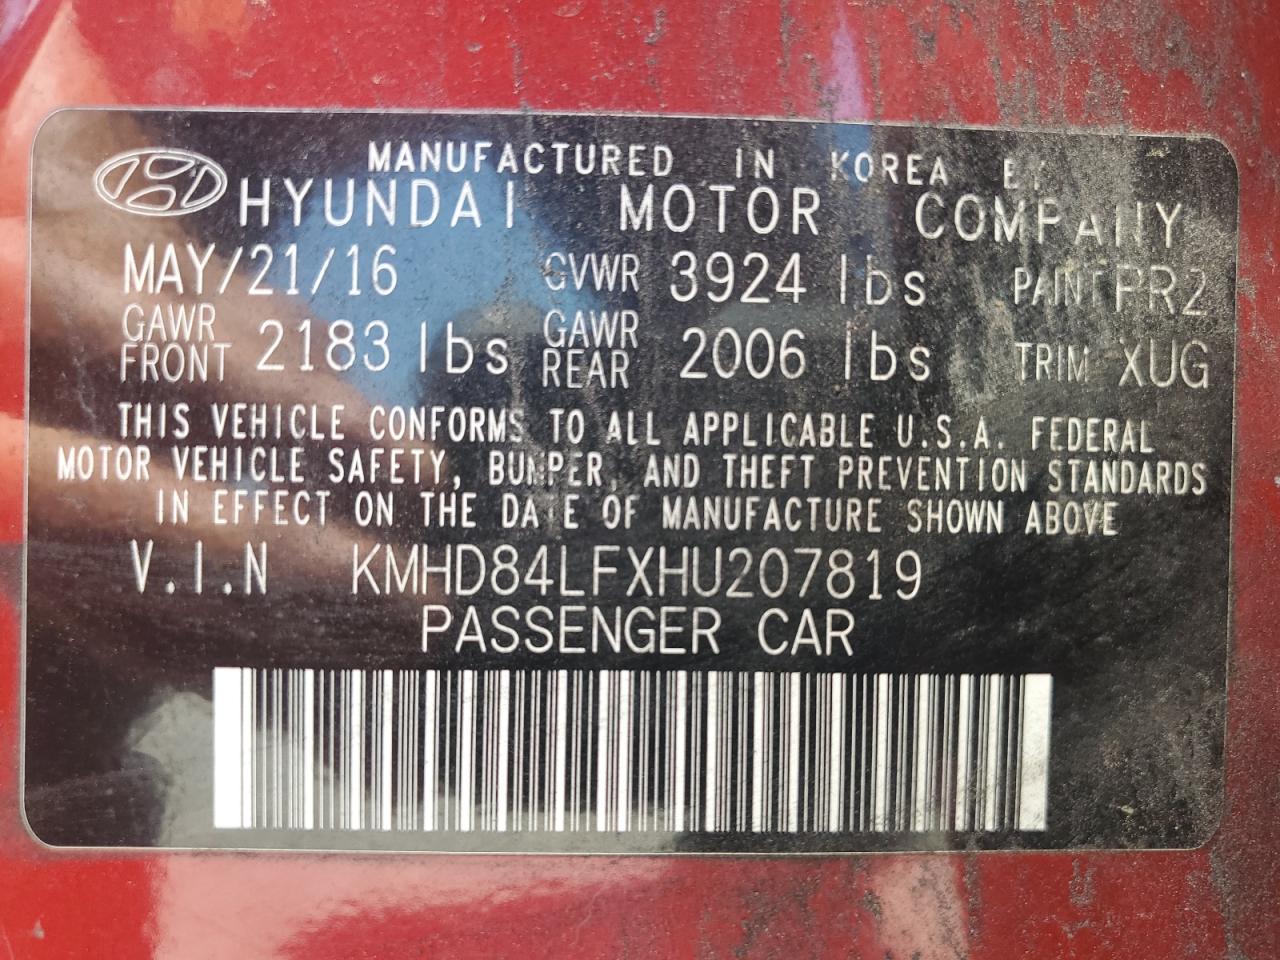 MANUFACTURED IN KOREA BY
HYUNDAI MOTOR COMPANY
MAY/21/16 GVWR 3924 lbs PAINT PR2
GAWR FRONT 2183 lbs GAWR REAR 2006 lbs TRIM XUG
THIS VEHICLE CONFORMS TO ALL APPLICABLE U.S.A. FEDERAL
MOTOR VEHICLE SAFETY, BUMPER, AND THEFT PREVENTION STANDARDS
IN EFFECT ON THE DATE OF MANUFACTURE SHOWN ABOVE
V.I.N KMHD84LFXHU207819
PASSENGER CAR